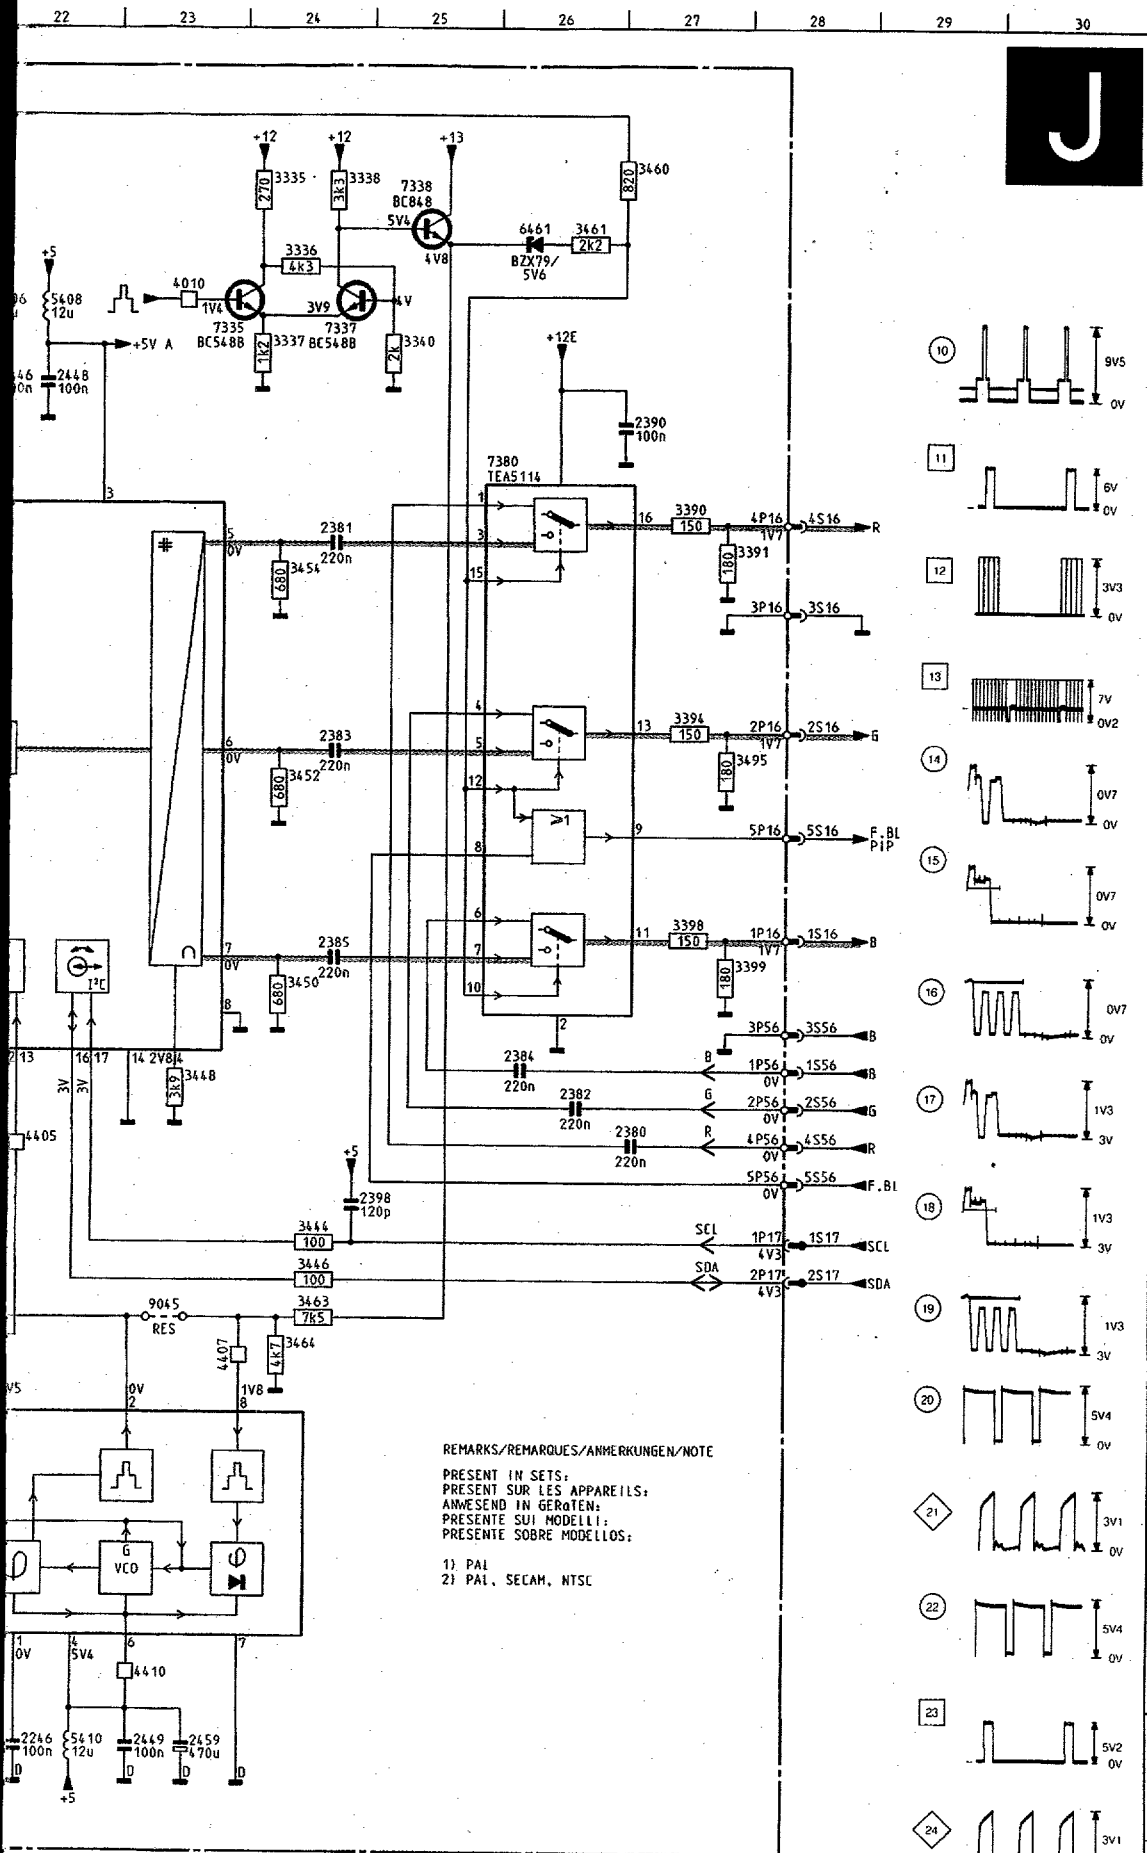 22 23 24 25 26 27 28 29 30
J
+12 +12 +13
270 3335
3k3 3338
7338
BC848
5V4
4V8
3460
820
6461
BZX79/
5V6
3461
2k2
3336
4k3
+5
5408
12u
4010
1V4
7335
BC548B
3V9
7337
BC548B
4V
1k2 3337
2k 3340
+5V A
2448
100n
+12E
2390
100n
7380
TEA5114
3
5
0V
2381
220n
680 3454
1
3
15
16
3390
150
4P16 4S16 R
1V7
180 3391
3P16 3S16
6
0V
2383
220n
680 3452
4
5
12
13
3394
150
2P16 2S16 G
1V7
180 3495
≥1
8
9
5P16 5S16 F.BL
PIP
7
0V
2385
220n
680 3450
6
7
10
11
3398
150
1P16 1S16 B
1V7
180 3399
2
I²C
8
13 16 17 14 2V8 4
3V 3V
3k9 3448
4405
3P56 3S56 B
2384
220n
B
1P56 1S56 B
0V
2382
220n
G
2P56 2S56 G
0V
2380
220n
R
4P56 4S56 R
0V
5P56 5S56 F.BL
0V
+5
2398
120p
3444
100
SCL
1P17 1S17 SCL
4V3
3446
100
SDA
2P17 2S17 SDA
4V3
9045
RES
3463
7k5
4407
4k7 3464
V5
0V
2
1V8
8
G
VCO
φ
1
0V
4
5V4
6
7
4410
2246
100n
5410
12u
2449
100n
2459
470u
D D D D
+5
REMARKS/REMARQUES/ANMERKUNGEN/NOTE
PRESENT IN SETS:
PRESENT SUR LES APPAREILS:
ANWESEND IN GERäTEN:
PRESENTE SUI MODELLI:
PRESENTE SOBRE MODELLOS:
1) PAL
2) PAL, SECAM, NTSC
10 9V5 0V
11 6V 0V
12 3V3 0V
13 7V 0V2
14 0V7 0V
15 0V7 0V
16 0V7 0V
17 1V3 3V
18 1V3 3V
19 1V3 3V
20 5V4 0V
21 3V1 0V
22 5V4 0V
23 5V2 0V
24 3V1